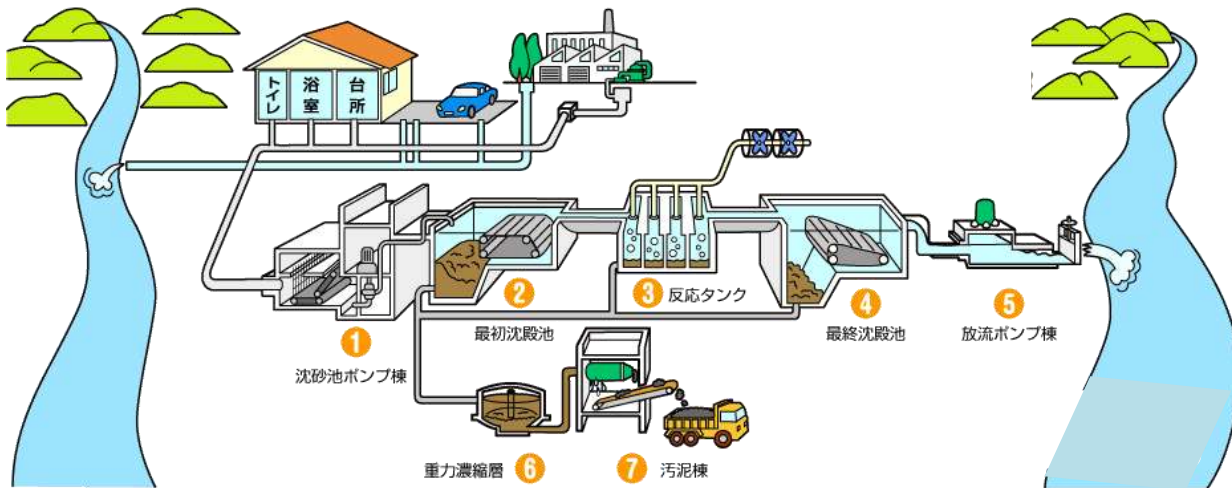 トイレ
浴室
台所
1
沈砂池ポンプ棟
2
最初沈殿池
3 反応タンク
4
最終沈殿池
5
放流ポンプ棟
重力濃縮層 6
7 汚泥棟